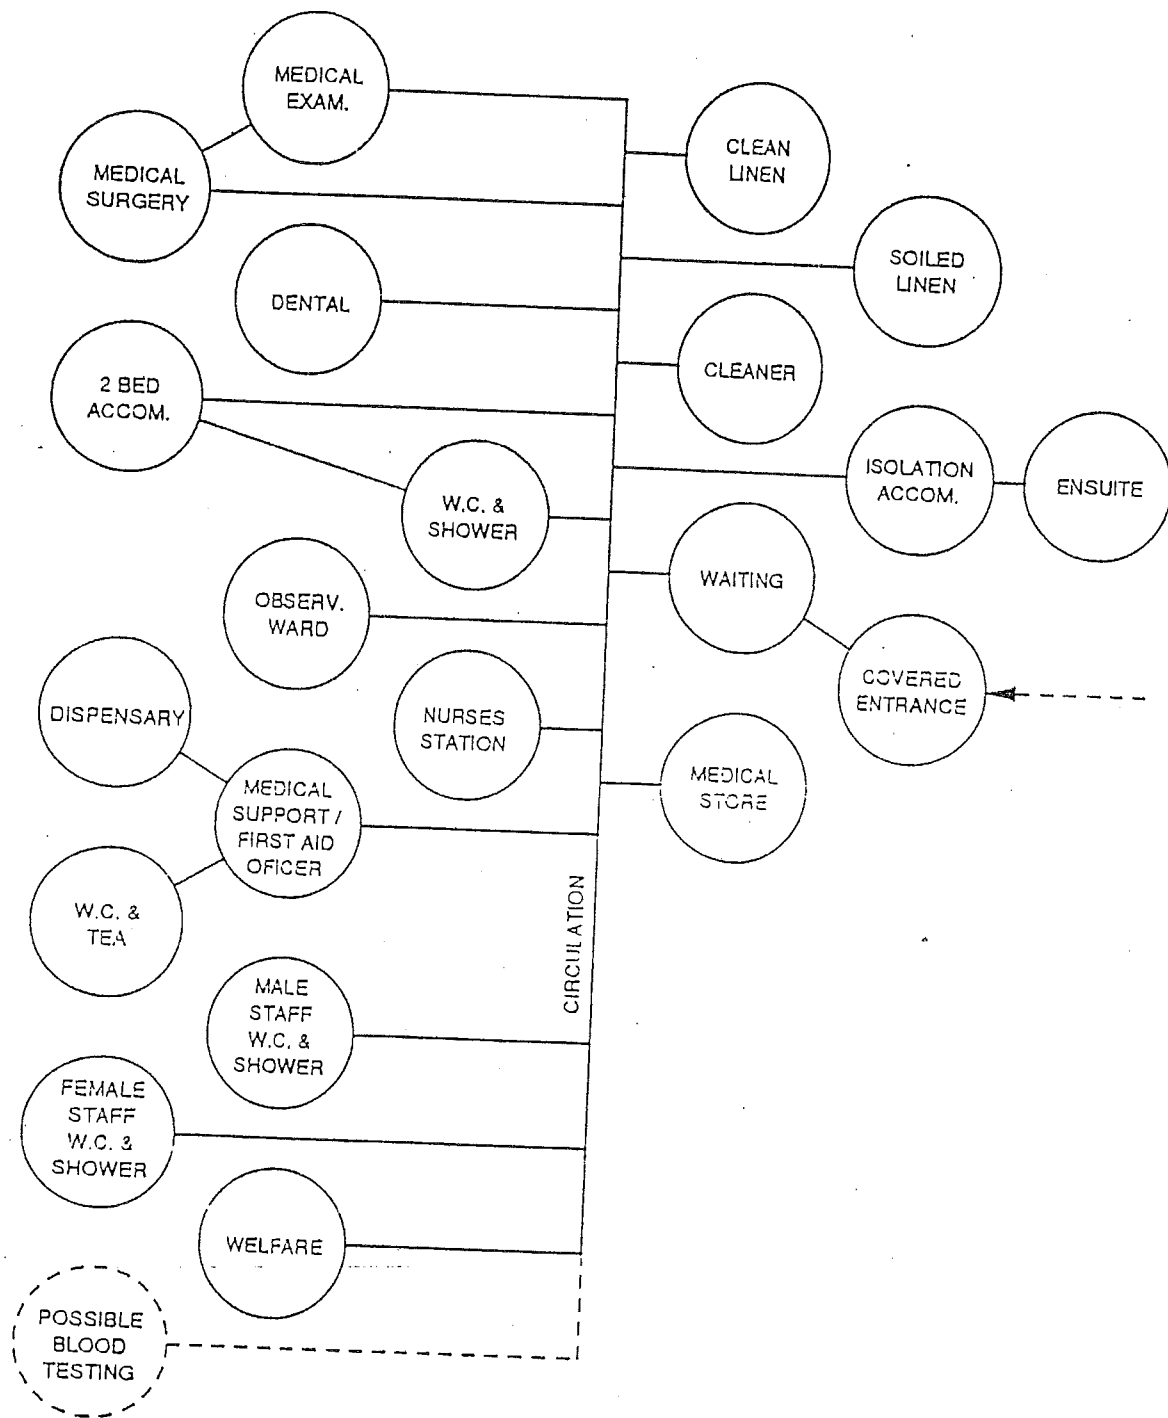 MEDICAL
EXAM.
MEDICAL
SURGERY
CLEAN
LINEN
SOILED
LINEN
DENTAL
CLEANER
2 BED
ACCOM.
W.C. &
SHOWER
ISOLATION
ACCOM.
ENSUITE
WAITING
OBSERV.
WARD
COVERED
ENTRANCE
DISPENSARY
NURSES
STATION
MEDICAL
STORE
MEDICAL
SUPPORT /
FIRST AID
OFICER
W.C. &
TEA
CIRCULATION
MALE
STAFF
W.C. &
SHOWER
FEMALE
STAFF
W.C. &
SHOWER
WELFARE
POSSIBLE
BLOOD
TESTING